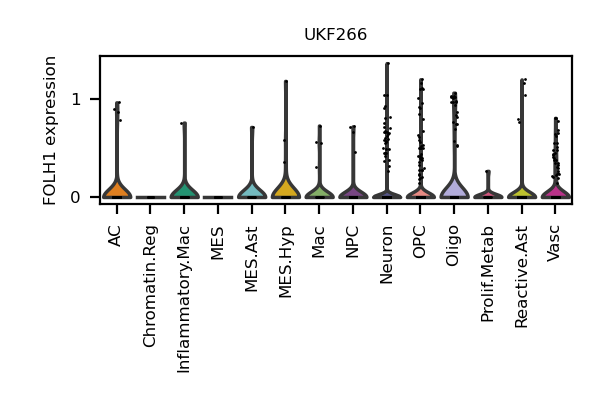 UKF266
FOLH1 expression
1
0
AC
Chromatin.Reg
Inflammatory.Mac
MES
MES.Ast
MES.Hyp
Mac
NPC
Neuron
OPC
Oligo
Prolif.Metab
Reactive.Ast
Vasc